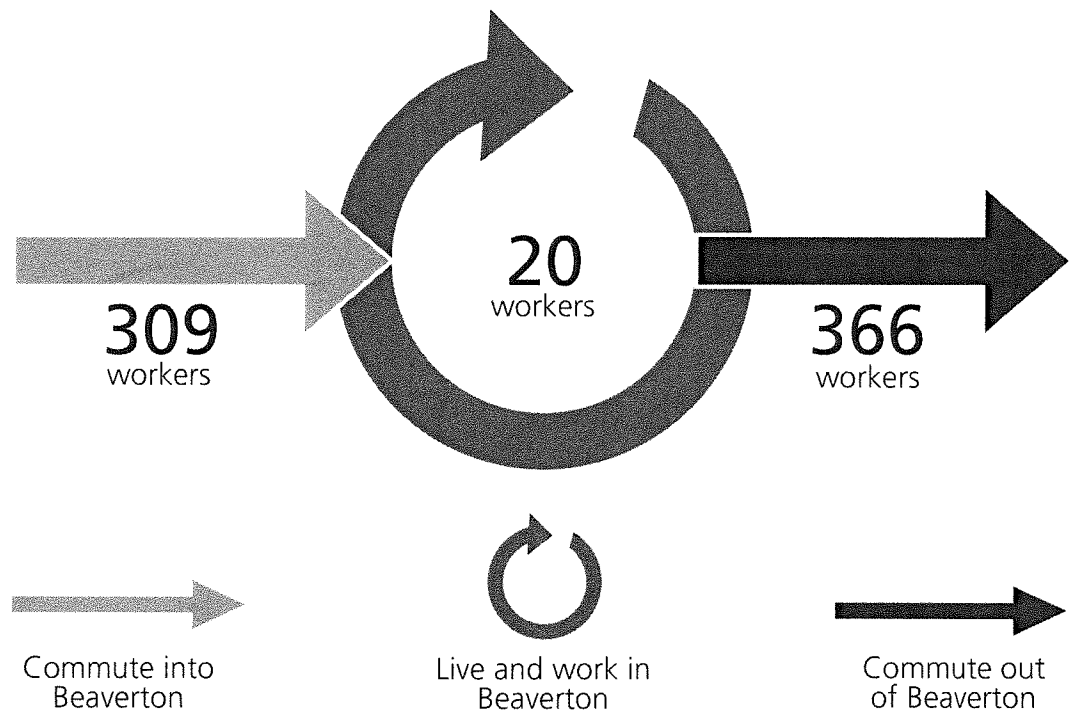 20
workers
309
workers
366
workers
Commute into
Beaverton
Live and work in
Beaverton
Commute out
of Beaverton